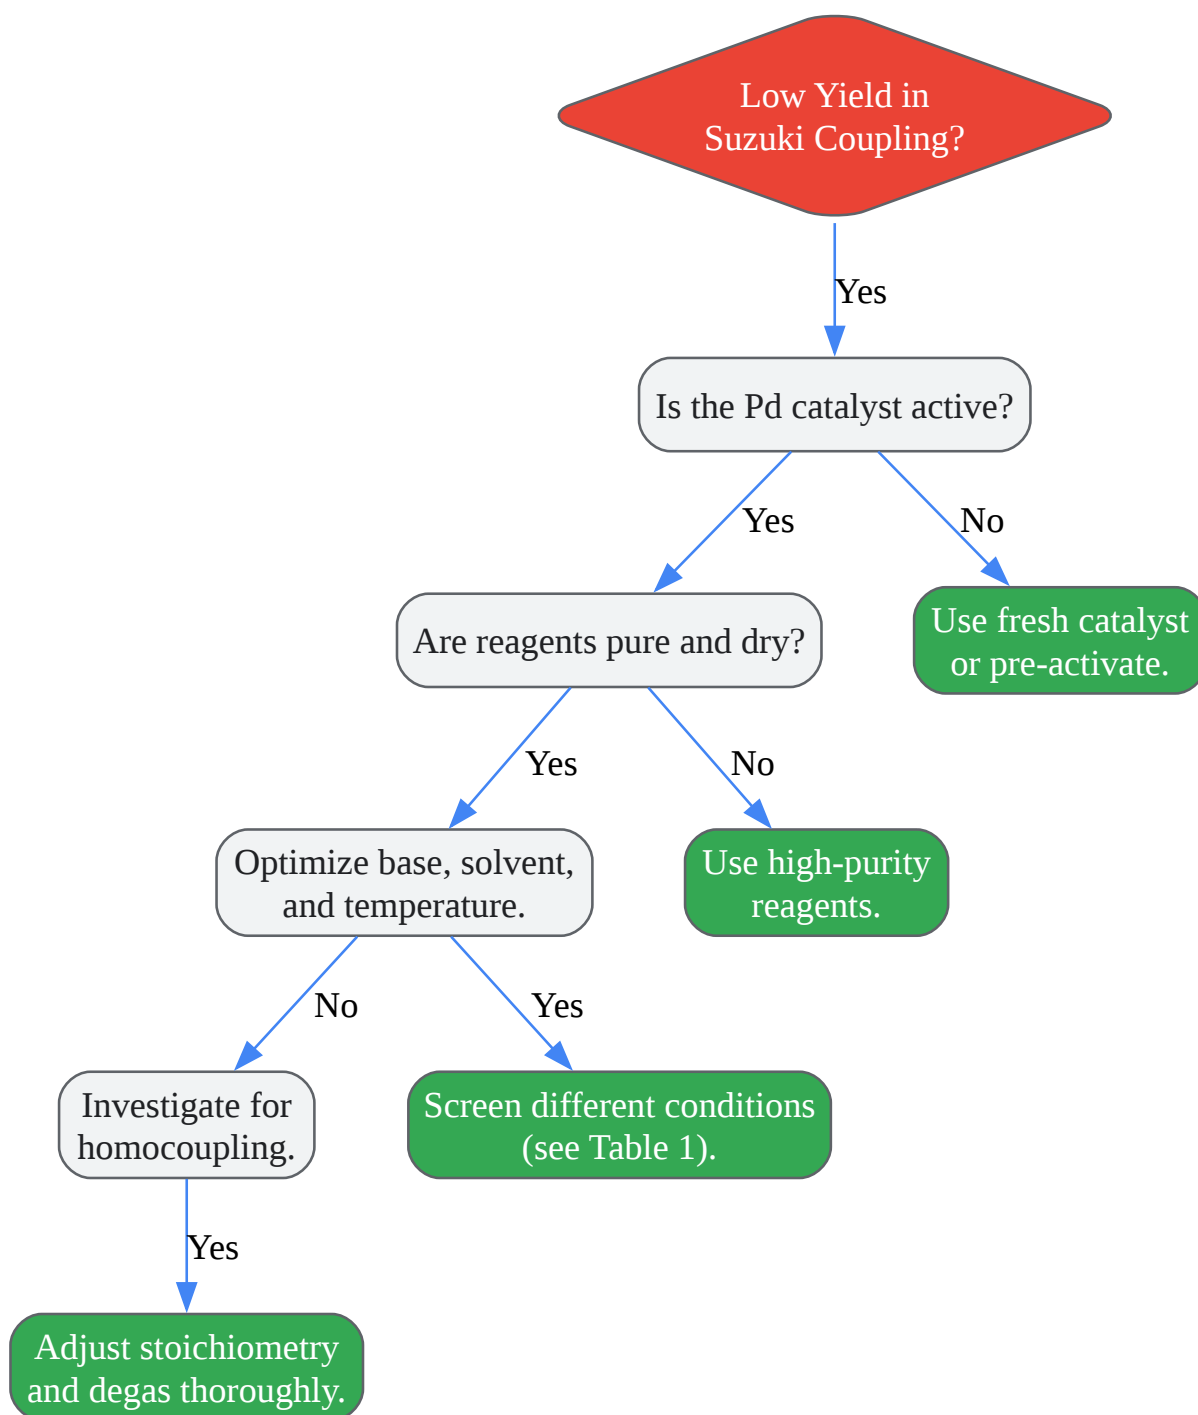 Low Yield in
Suzuki Coupling?
Yes
Is the Pd catalyst active?
Yes
No
Are reagents pure and dry?
Use fresh catalyst
or pre-activate.
Yes
No
Optimize base, solvent,
and temperature.
Use high-purity
reagents.
No
Yes
Investigate for
homocoupling.
Screen different conditions
(see Table 1).
Yes
Adjust stoichiometry
and degas thoroughly.